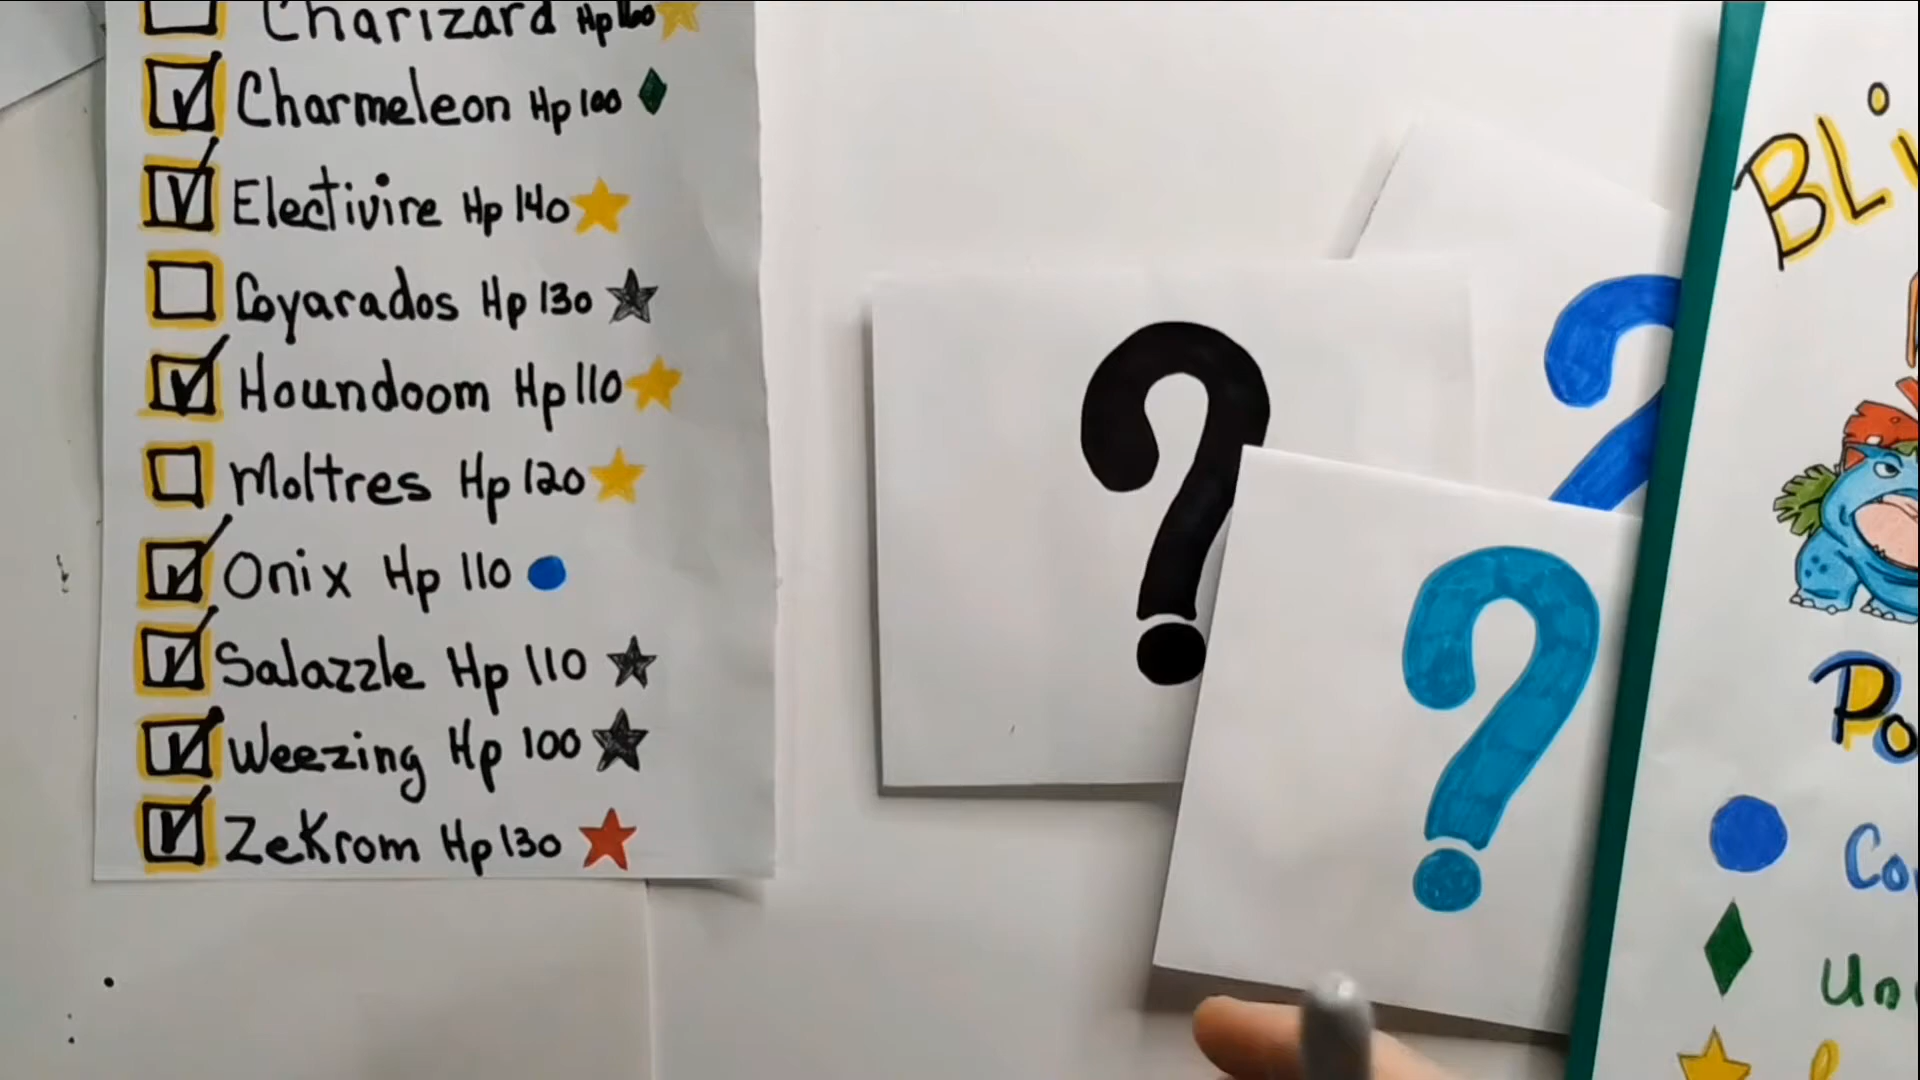 Charizard Hp 160
Charmeleon Hp 100
Electivire Hp 140
Gyarados Hp 130
Houndoom Hp 110
Moltres Hp 120
Onix Hp 110
Salazzle Hp 110
Weezing Hp 100
Zekrom Hp 130
?
?
?
BLi
Po
Co
Un